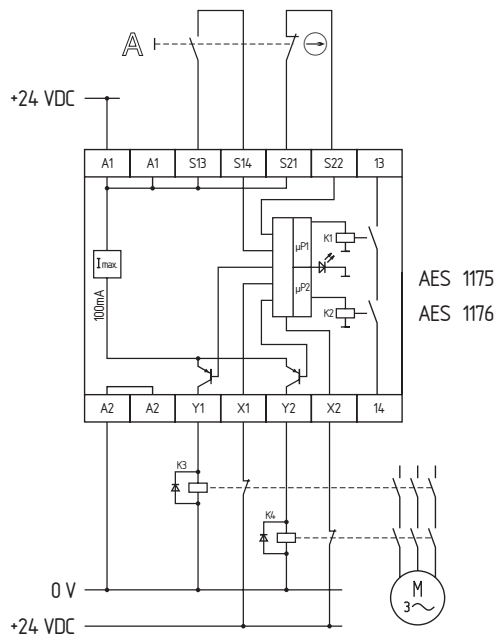 A
+24 VDC
A1 A1 S13 S14 S21 S22 13
µP1
K1
I max.
AES 1175
100mA
µP2
K2
AES 1176
A2 A2 Y1 X1 Y2 X2 14
K3
K4
0 V
M
3~
+24 VDC